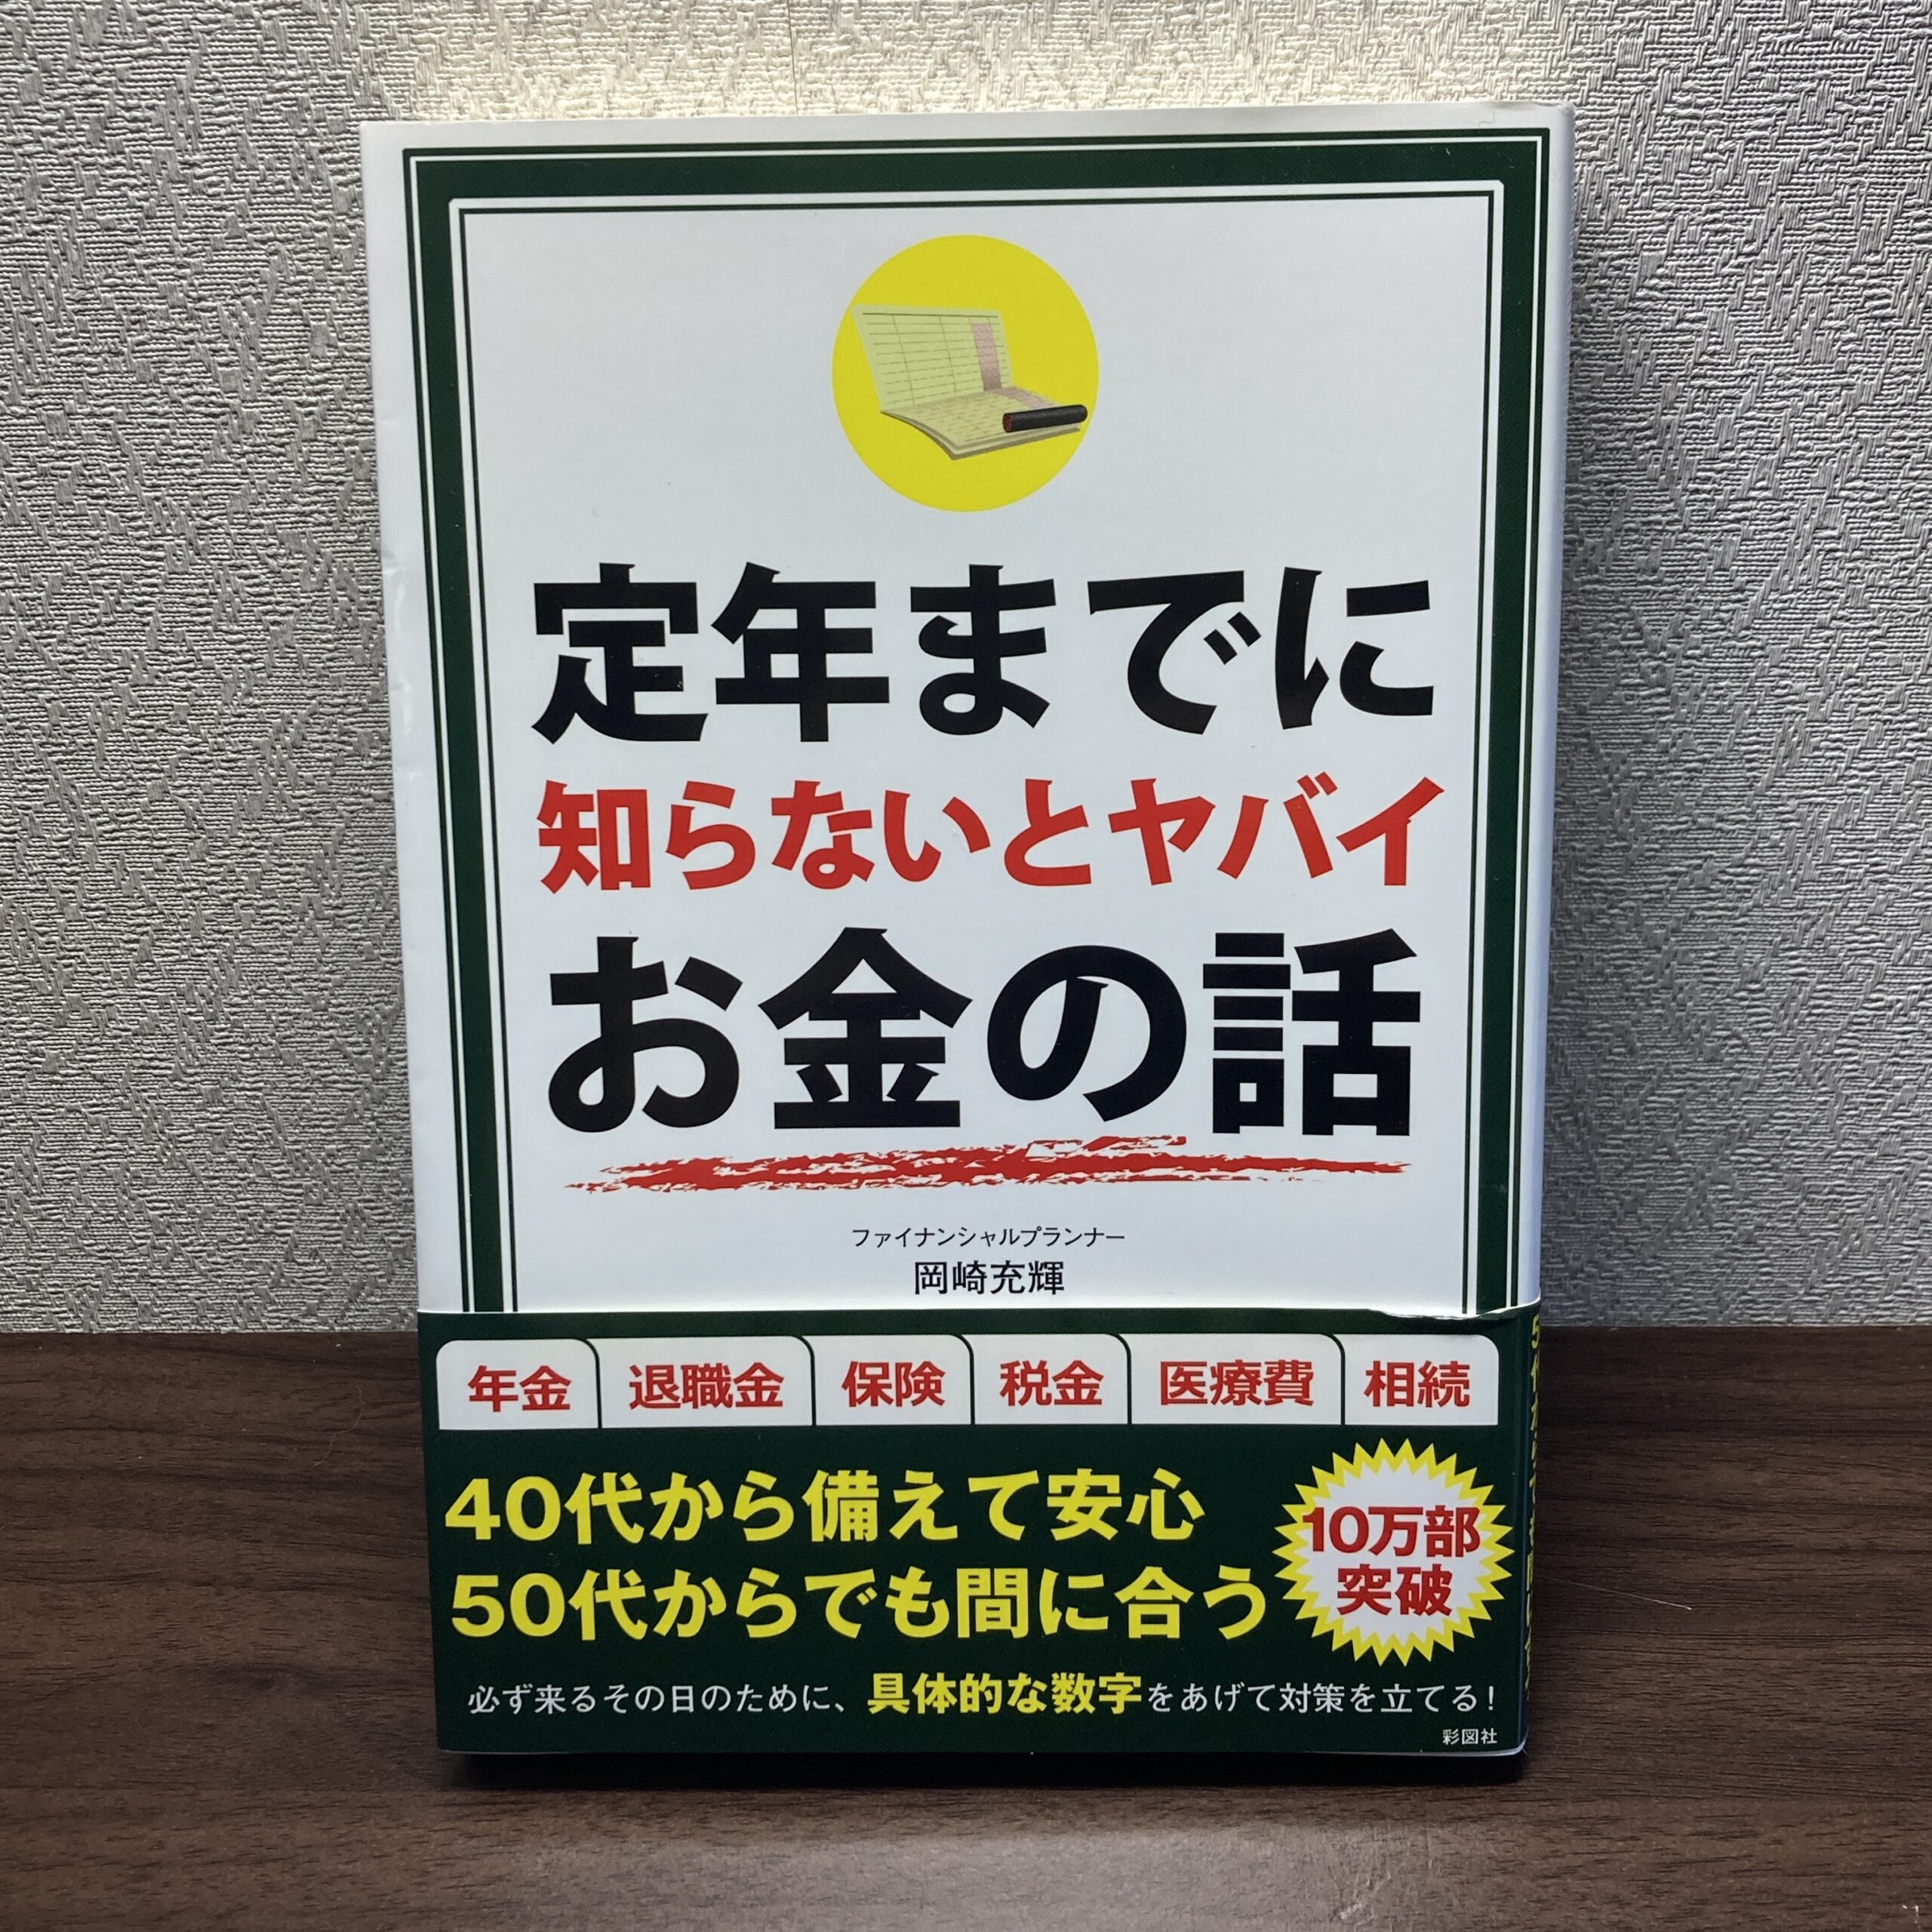 定年までに
知らないとヤバイ
お金の話
ファイナンシャルプランナー
岡崎充輝
年金 退職金 保険 税金 医療費 相続
40代から備えて安心
50代からでも間に合う
10万部
突破
必ず来るその日のために、具体的な数字をあげて対策を立てる!
彩図社